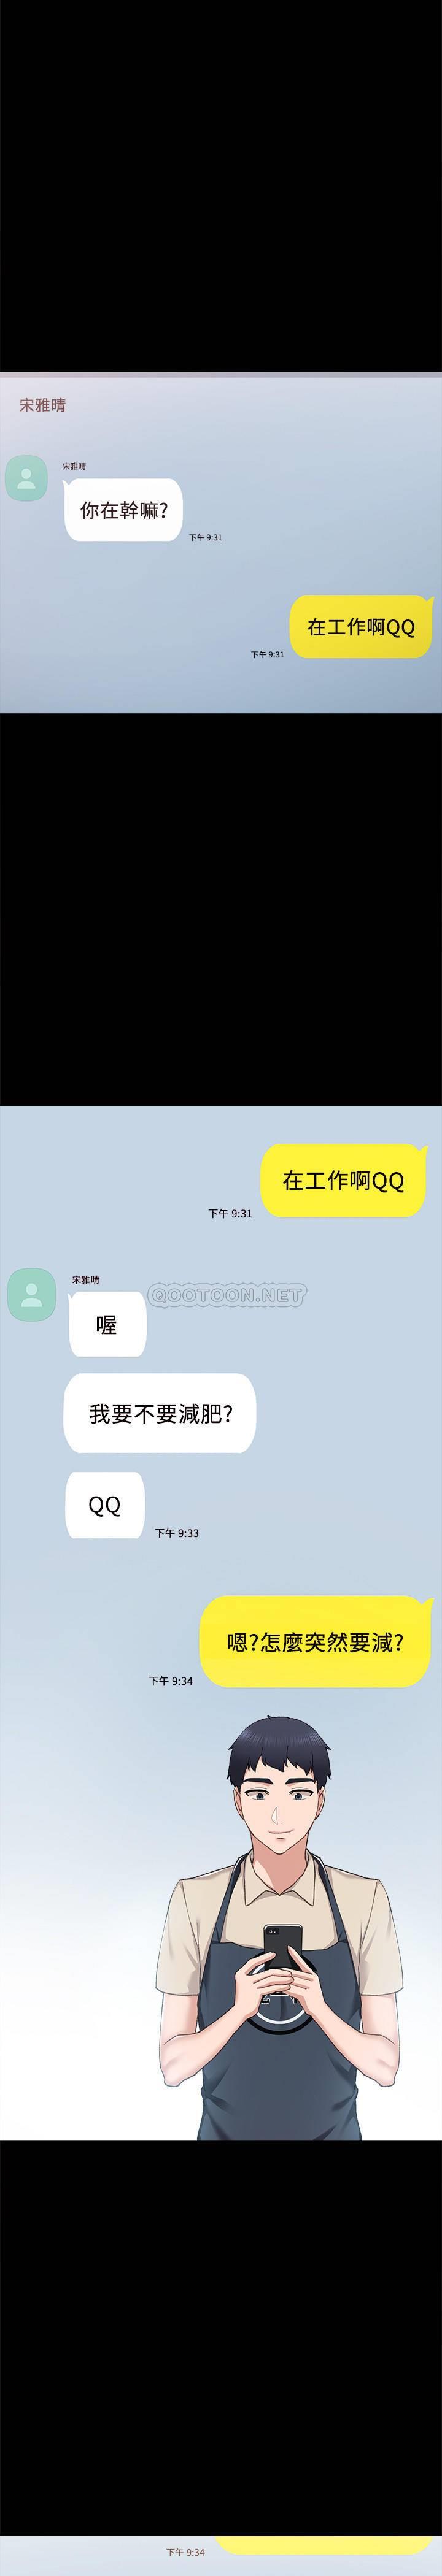 宋雅晴
宋雅晴
你在幹嘛?
下午 9:31
在工作啊QQ
下午 9:31
在工作啊QQ
下午 9:31
宋雅晴
喔
QOOTOON.NET
我要不要減肥?
QQ
下午 9:33
嗯?怎麼突然要減?
下午 9:34
下午 9:34